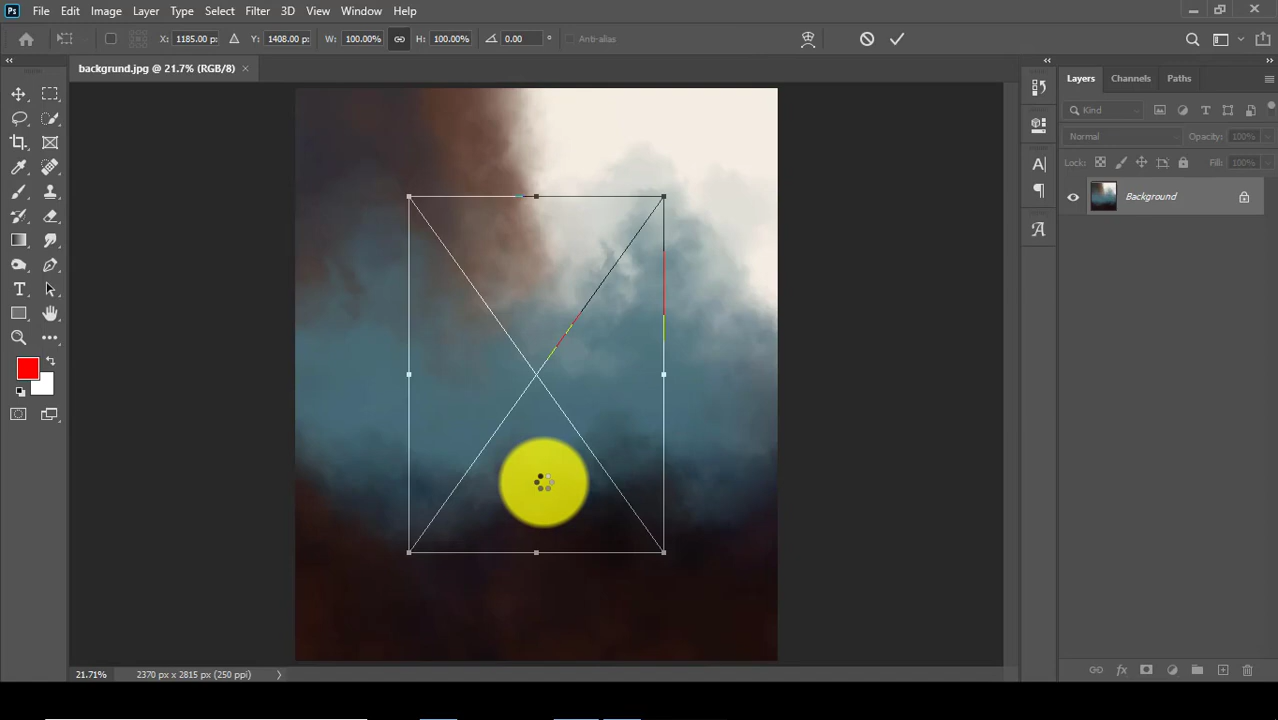 Ps File Edit Image Layer Type Select Filter 3D View Window Help
X: 1185.00 p: Y: 1408.00 p: W: 100.00% H: 100.00% 0.00 ° Anti-alias
backgrund.jpg @ 21.7% (RGB/8) ×
Layers Channels Paths
Kind
Normal Opacity: 100%
Lock: Fill: 100%
Background
21.71% 2370 px x 2815 px (250 ppi)